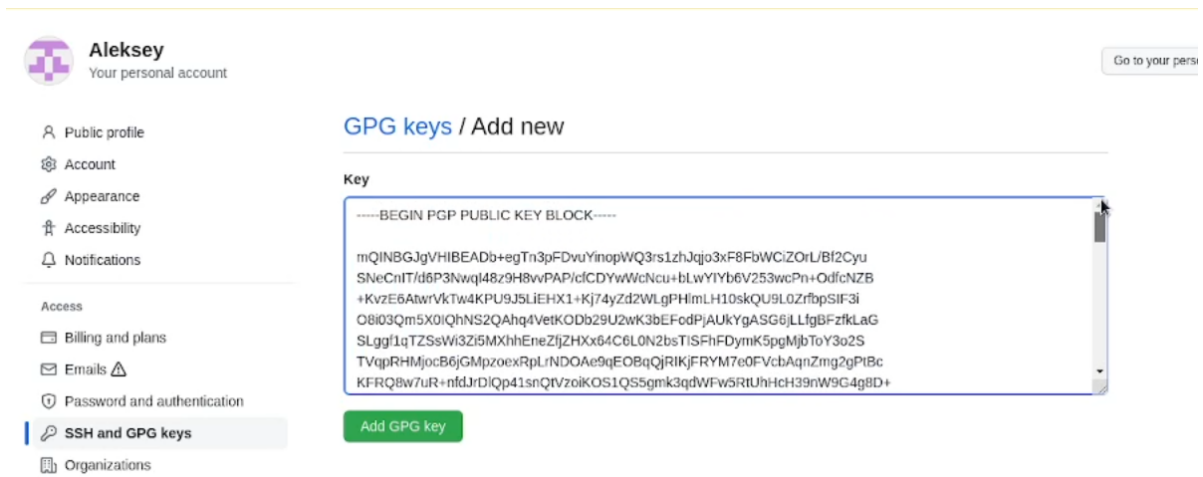 Aleksey
Your personal account
Go to your perso
Public profile
Account
Appearance
Accessibility
Notifications
Access
Billing and plans
Emails
Password and authentication
SSH and GPG keys
Organizations
GPG keys / Add new
Key
-----BEGIN PGP PUBLIC KEY BLOCK-----
mQINBGJgVHIBEADb+egTn3pFDvuYinopWQ3rs1zhJqjo3xF8FbWCiZOrL/Bf2Cyu
SNeCnIT/d6P3NwqI48z9H8vvPAP/cfCDYwWcNcu+bLwYIYb6V253wcPn+OdfcNZB
+KvzE6AtwrVkTw4KPU9J5LiEHX1+Kj74yZd2WLgPHlmLH10skQU9L0ZrfbpSIF3i
O8i03Qm5X0IQhNS2QAhq4VetKODb29U2wK3bEFodPjAUkYgASG6jLLfgBFzfkLaG
SLggf1qTZSsWi3Zi5MXhhEneZfjZHXx64C6L0N2bsTISFhFDymK5pgMjbToY3o2S
TVqpRHMjocB6jGMpzoexRpLrNDOAe9qEOBqQjRIKjFRYM7e0FVcbAqnZmg2gPtBc
KFRQ8w7uR+nfdJrDlQp41snQtVzoiKOS1QS5gmk3qdWFw5RtUhHcH39nW9G4g8D+
Add GPG key